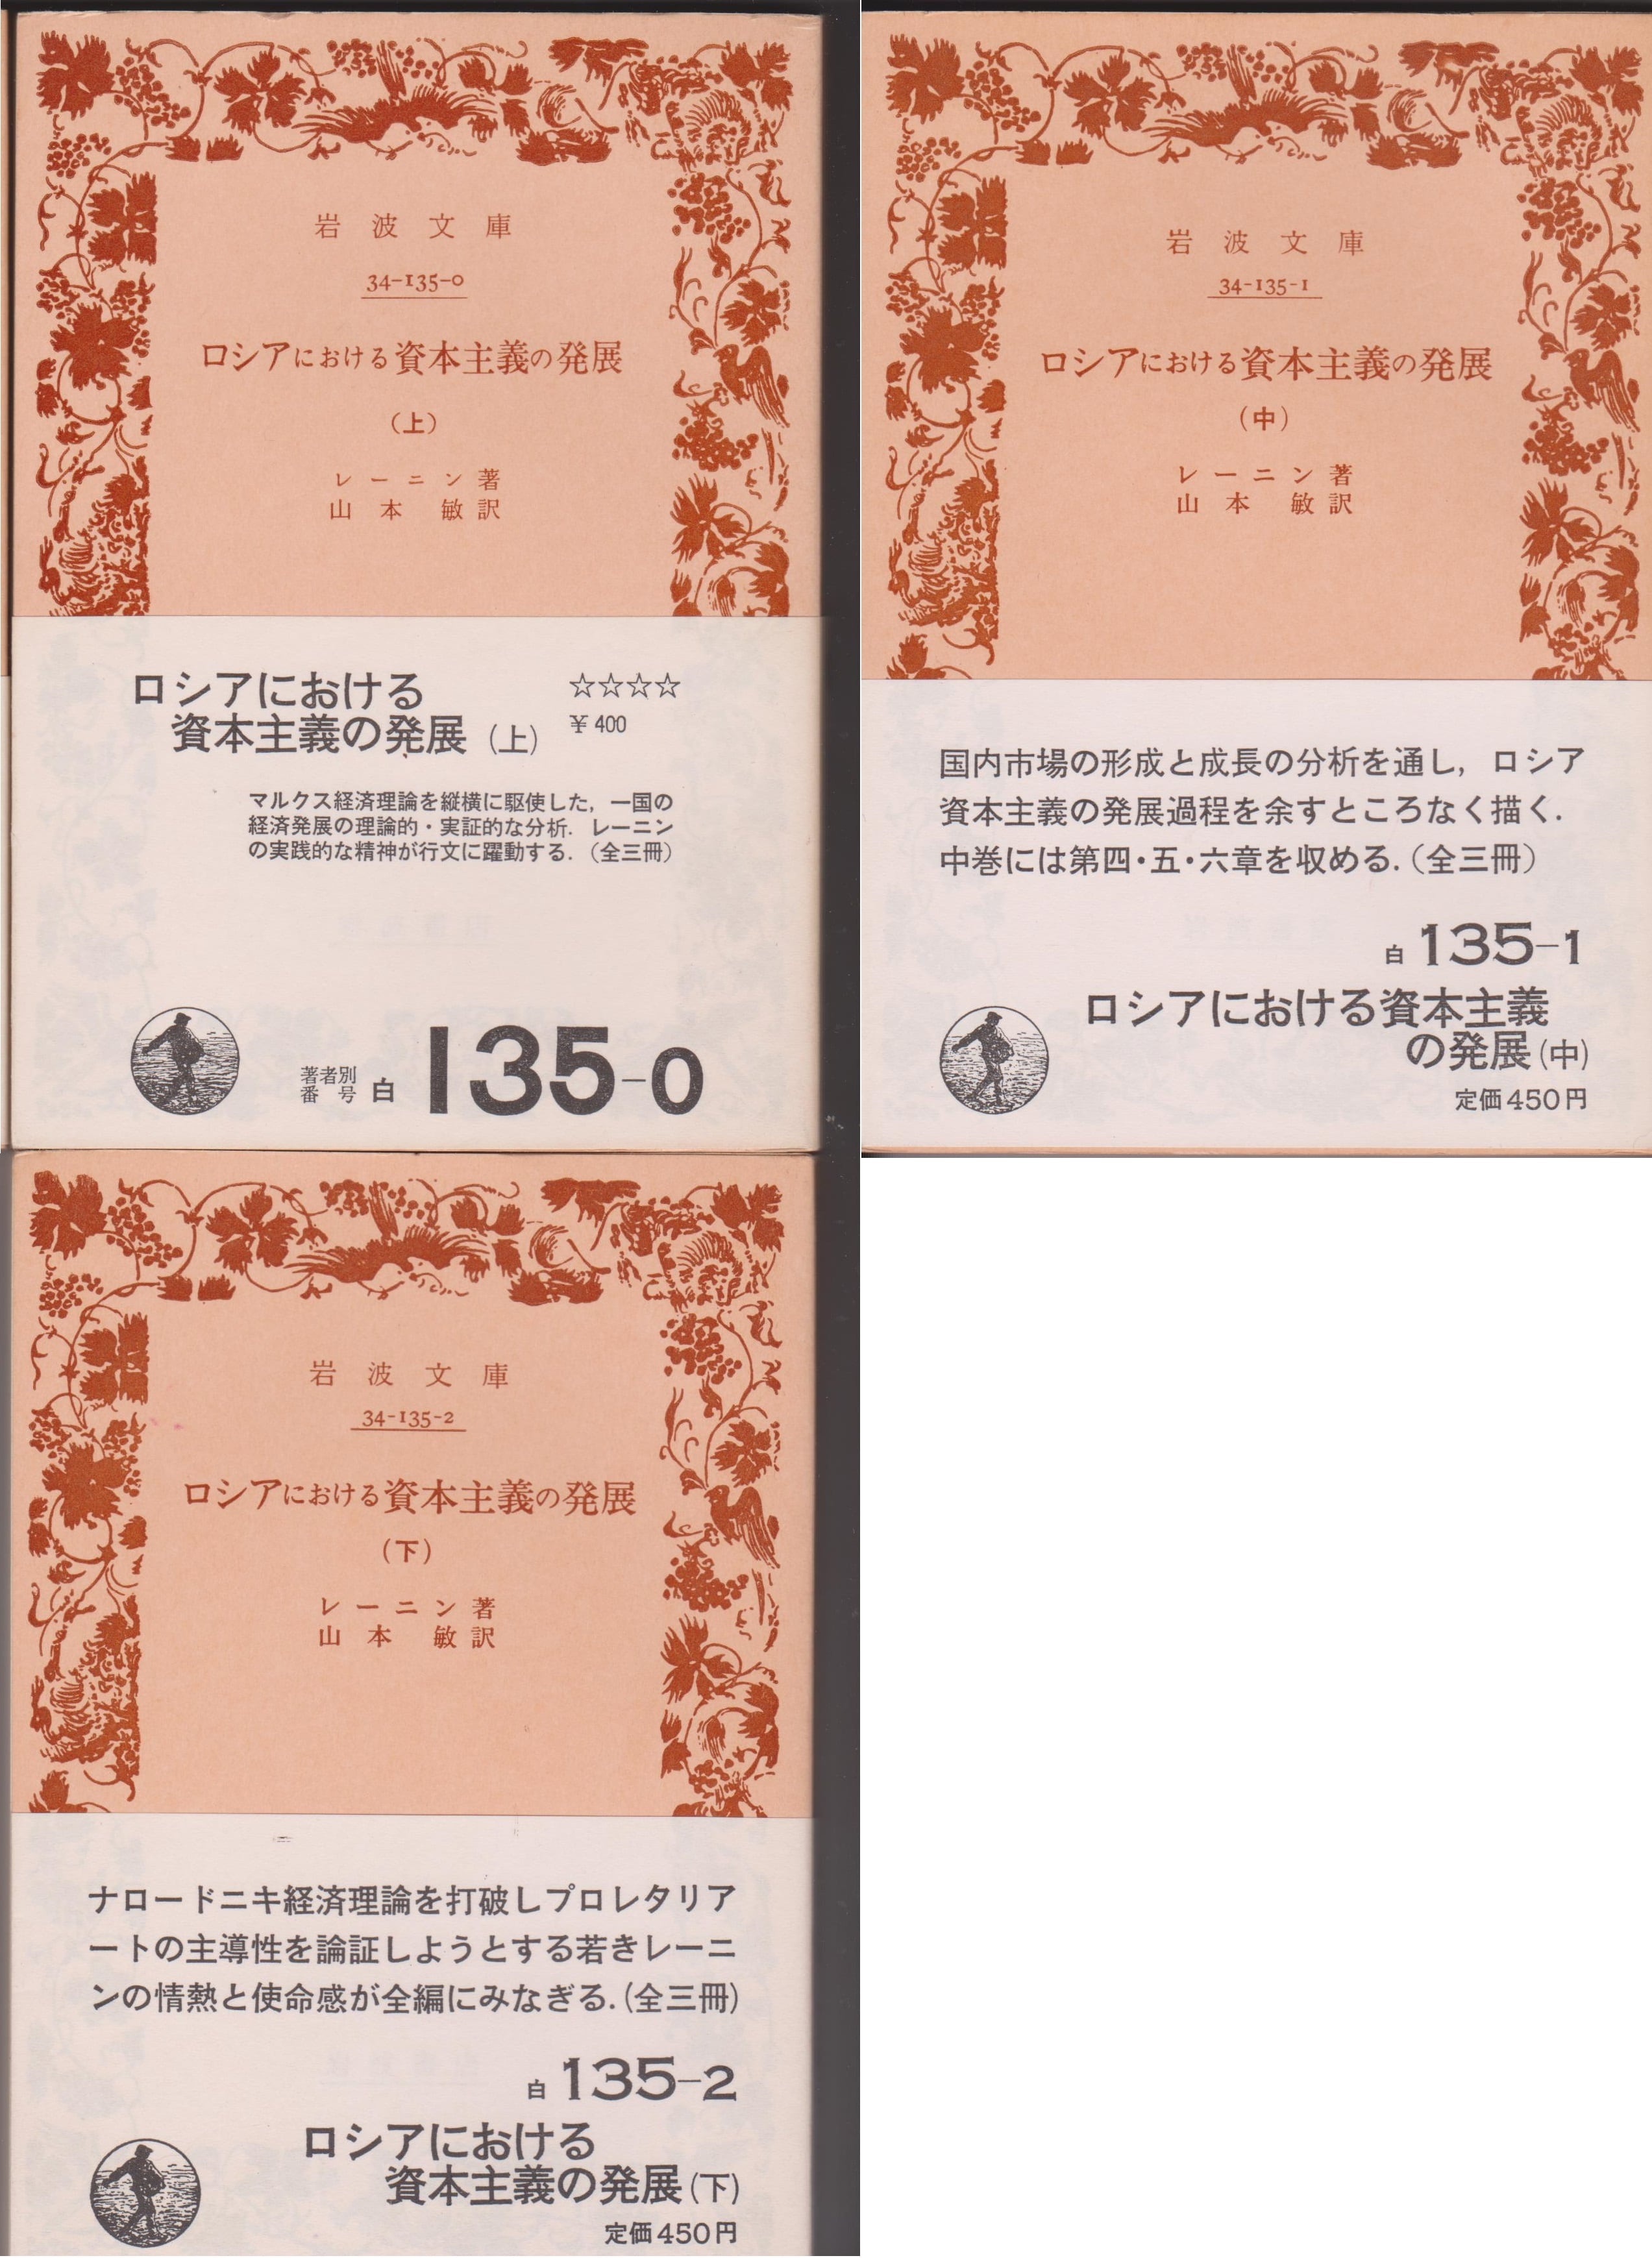 岩波文庫
34-135-0
ロシアにおける資本主義の発展
(上)
レーニン著
山本 敏訳
ロシアにおける
資本主義の発展(上)
☆☆☆☆
¥400
マルクス経済理論を縦横に駆使した,一国の
経済発展の理論的・実証的な分析.レーニン
の実践的な精神が行文に躍動する.(全三冊)
著者別
番号
白 135-0
岩波文庫
34-135-1
ロシアにおける資本主義の発展
(中)
レーニン著
山本 敏訳
国内市場の形成と成長の分析を通し,ロシア
資本主義の発展過程を余すところなく描く.
中巻には第四・五・六章を収める.(全三冊)
白 135-1
ロシアにおける資本主義
の発展(中)
定価450円
岩波文庫
34-135-2
ロシアにおける資本主義の発展
(下)
レーニン著
山本 敏訳
ナロードニキ経済理論を打破しプロレタリア
ートの主導性を論証しようとする若きレーニ
ンの情熱と使命感が全編にみなぎる.(全三冊)
白 135-2
ロシアにおける
資本主義の発展(下)
定価450円